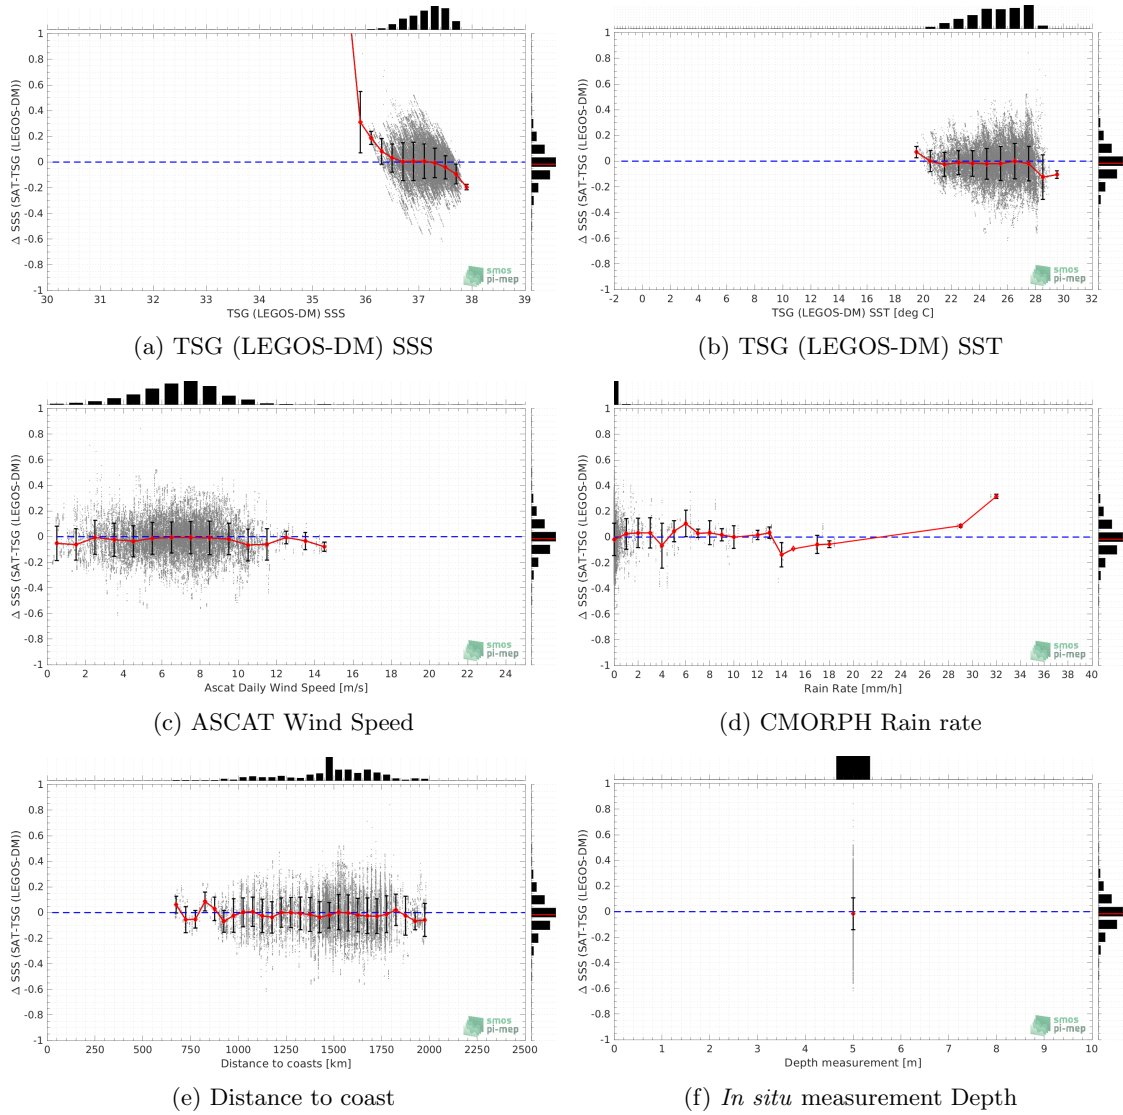 1
0.8
0.6
0.4
0.2
0
-0.2
-0.4
-0.6
-0.8
-1
Δ SSS (SAT-TSG (LEGOS-DM))
30 31 32 33 34 35 36 37 38 39
TSG (LEGOS-DM) SSS
smos
pi-mep
(a) TSG (LEGOS-DM) SSS
1
0.8
0.6
0.4
0.2
0
-0.2
-0.4
-0.6
-0.8
-1
Δ SSS (SAT-TSG (LEGOS-DM))
-2 0 2 4 6 8 10 12 14 16 18 20 22 24 26 28 30 32
TSG (LEGOS-DM) SST [deg C]
smos
pi-mep
(b) TSG (LEGOS-DM) SST
1
0.8
0.6
0.4
0.2
0
-0.2
-0.4
-0.6
-0.8
-1
Δ SSS (SAT-TSG (LEGOS-DM))
0 2 4 6 8 10 12 14 16 18 20 22 24
Ascat Daily Wind Speed [m/s]
smos
pi-mep
(c) ASCAT Wind Speed
1
0.8
0.6
0.4
0.2
0
-0.2
-0.4
-0.6
-0.8
-1
Δ SSS (SAT-TSG (LEGOS-DM))
0 2 4 6 8 10 12 14 16 18 20 22 24 26 28 30 32 34 36 38 40
Rain Rate [mm/h]
smos
pi-mep
(d) CMORPH Rain rate
1
0.8
0.6
0.4
0.2
0
-0.2
-0.4
-0.6
-0.8
-1
Δ SSS (SAT-TSG (LEGOS-DM))
0 250 500 750 1000 1250 1500 1750 2000 2250 2500
Distance to coasts [km]
smos
pi-mep
(e) Distance to coast
1
0.8
0.6
0.4
0.2
0
-0.2
-0.4
-0.6
-0.8
-1
Δ SSS (SAT-TSG (LEGOS-DM))
0 1 2 3 4 5 6 7 8 9 10
Depth measurement [m]
smos
pi-mep
(f) In situ measurement Depth